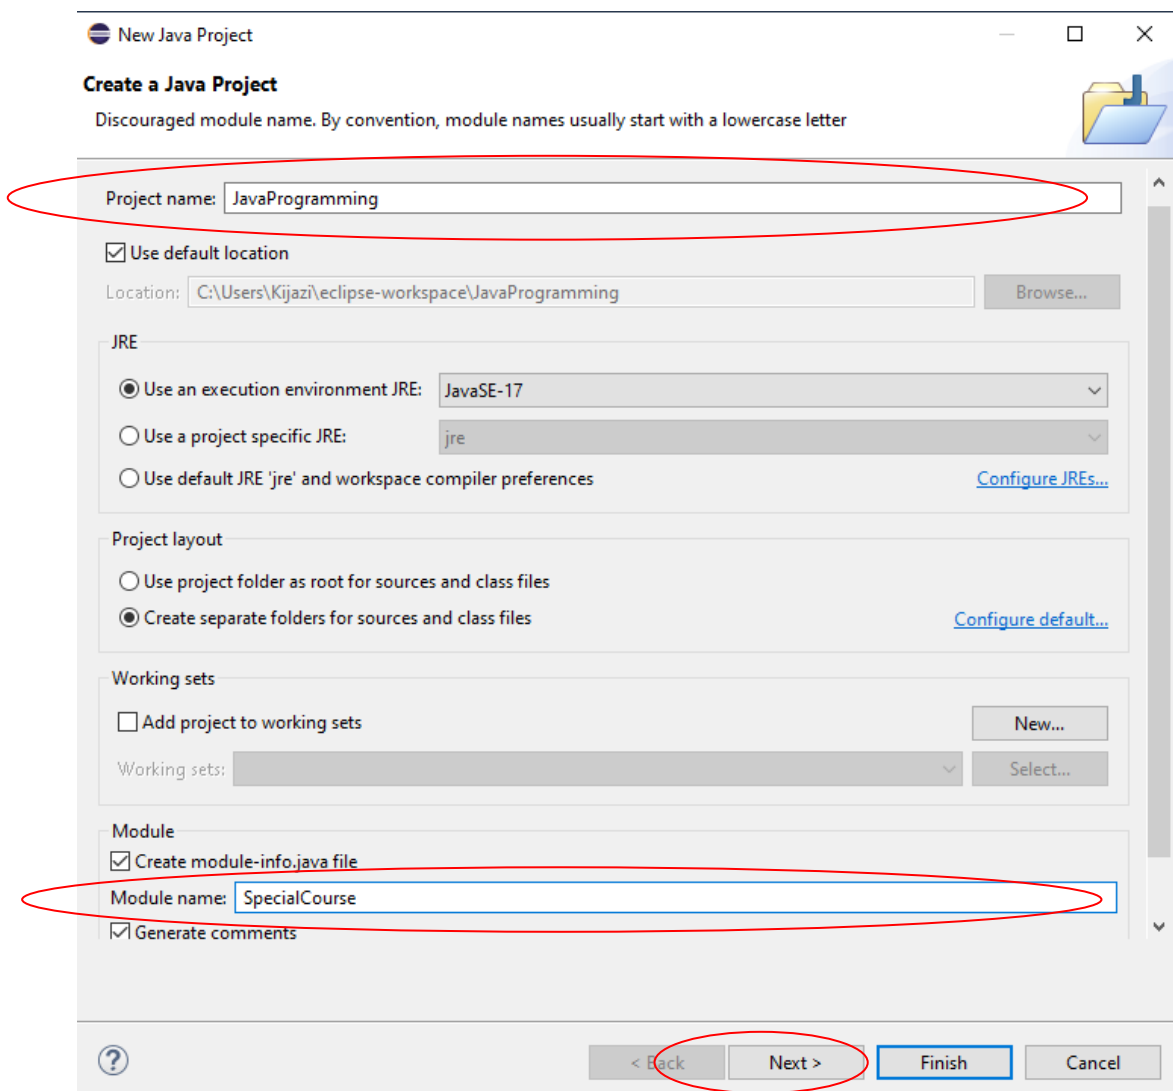 New Java Project
Create a Java Project
Discouraged module name. By convention, module names usually start with a lowercase letter
Project name: JavaProgramming
Use default location
Location: C:\Users\Kijazi\eclipse-workspace\JavaProgramming Browse...
JRE
Use an execution environment JRE: JavaSE-17
Use a project specific JRE: jre
Use default JRE 'jre' and workspace compiler preferences Configure JREs...
Project layout
Use project folder as root for sources and class files
Create separate folders for sources and class files Configure default...
Working sets
Add project to working sets New...
Working sets: Select...
Module
Create module-info.java file
Module name: SpecialCourse
Generate comments
? < Back Next > Finish Cancel